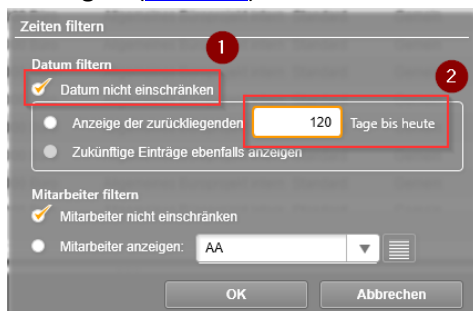 Zeiten filtern
1
Datum filtern
2
Datum nicht einschränken
Anzeige der zurückliegenden 120 Tage bis heute
Zukünftige Einträge ebenfalls anzeigen
Mitarbeiter filtern
Mitarbeiter nicht einschränken
Mitarbeiter anzeigen: AA
OK Abbrechen